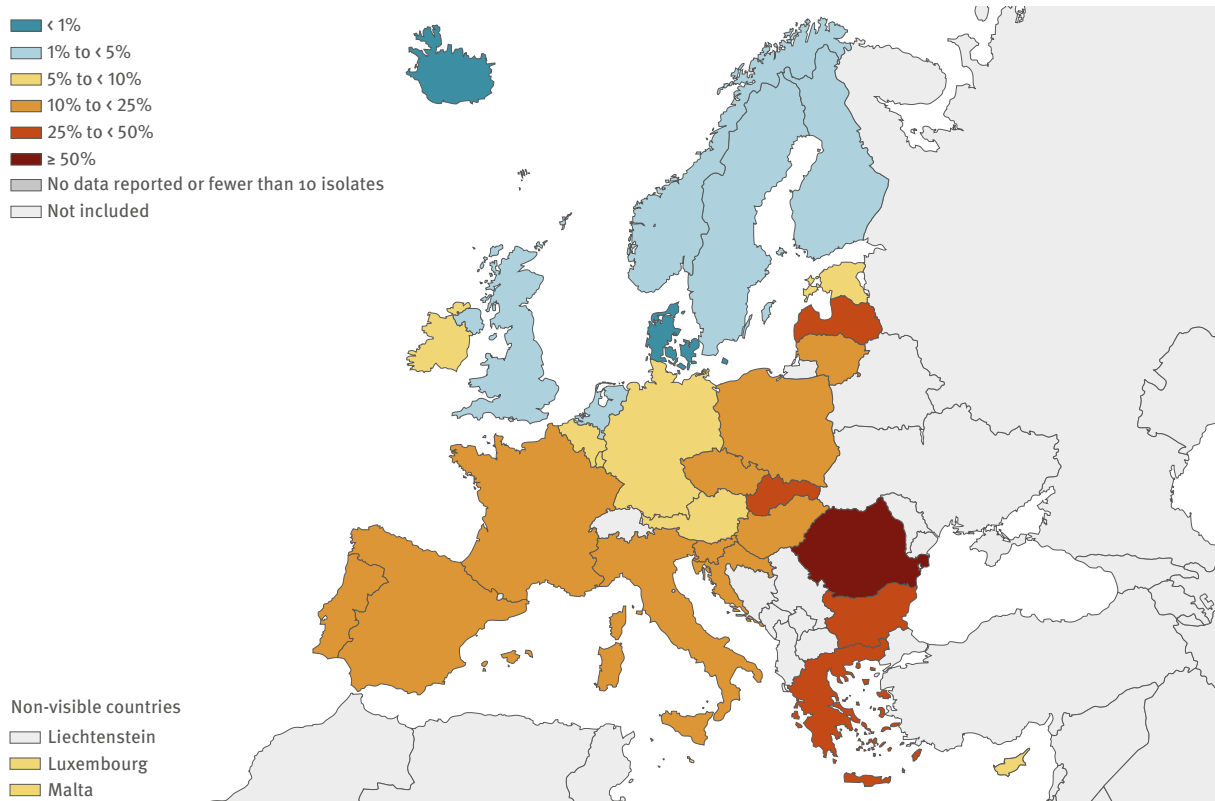 < 1%
1% to < 5%
5% to < 10%
10% to < 25%
25% to < 50%
≥ 50%
No data reported or fewer than 10 isolates
Not included
Non-visible countries
Liechtenstein
Luxembourg
Malta